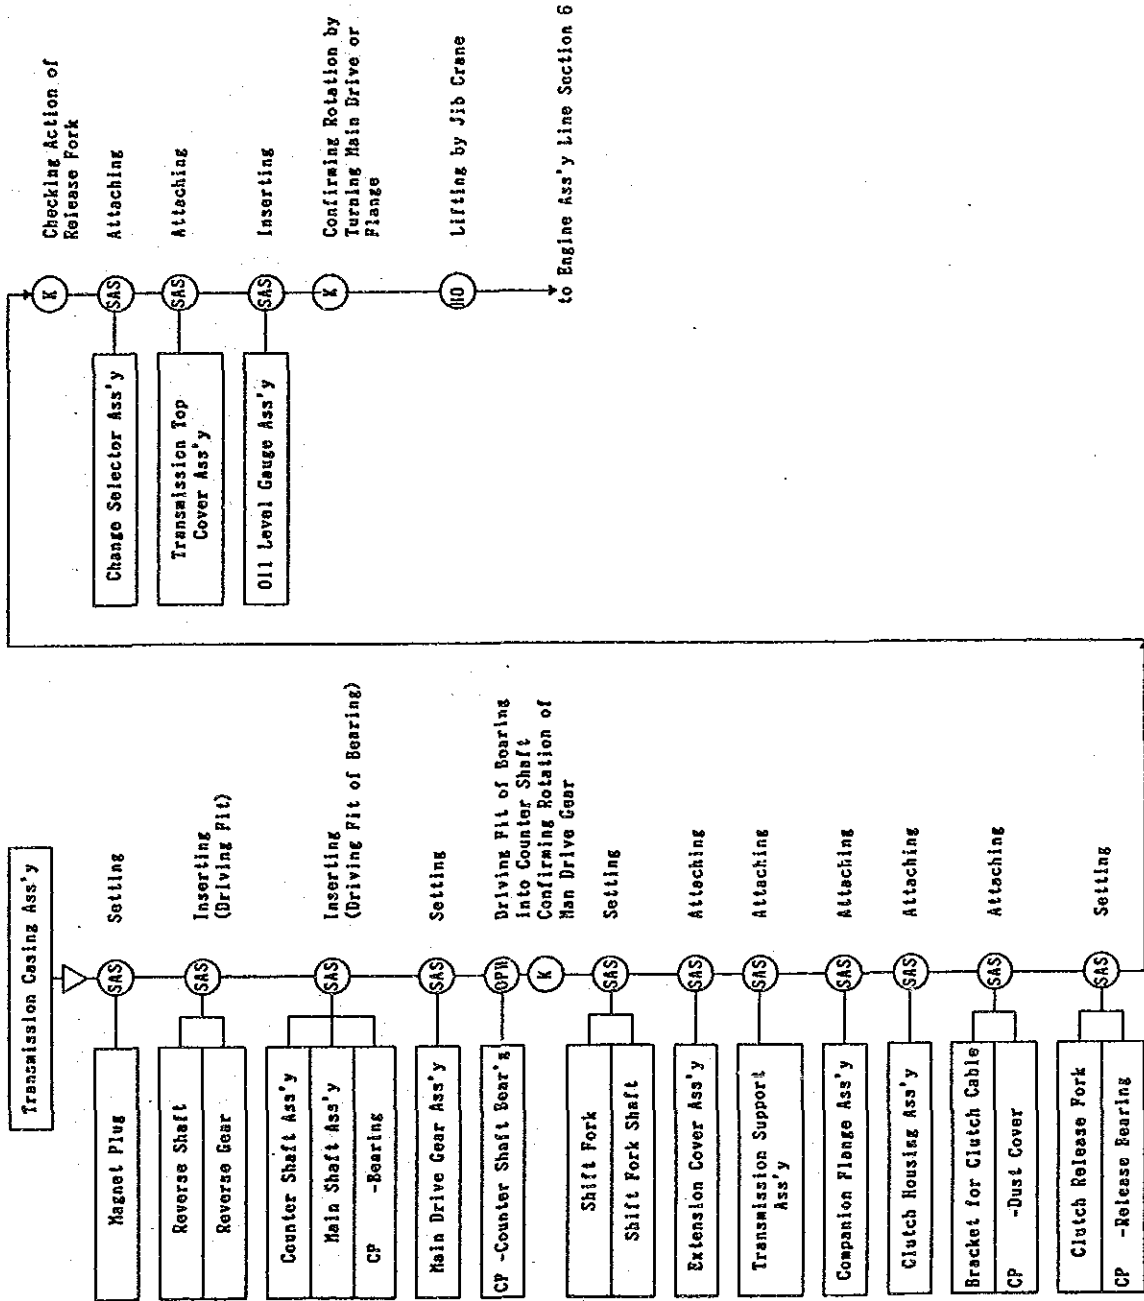 Transmission Casing Ass'y
Magnet Plug
SAS
Setting
Reverse Shaft
Reverse Gear
SAS
Inserting
(Driving Fit)
Counter Shaft Ass'y
Main Shaft Ass'y
CP -Bearing
SAS
Inserting
(Driving Fit of Bearing)
Main Drive Gear Ass'y
SAS
Setting
CP -Counter Shaft Bear'g
OPW
Driving Fit of Bearing
into Counter Shaft
K
Confirming Rotation of
Man Drive Gear
Shift Fork
Shift Fork Shaft
SAS
Setting
Extension Cover Ass'y
SAS
Attaching
Transmission Support
Ass'y
SAS
Attaching
Companion Flange Ass'y
SAS
Attaching
Clutch Housing Ass'y
SAS
Attaching
Bracket for Clutch Cable
CP -Dust Cover
SAS
Attaching
Clutch Release Fork
CP -Release Bearing
SAS
Setting
K
Checking Action of
Release Fork
Change Selector Ass'y
SAS
Attaching
Transmission Top
Cover Ass'y
SAS
Attaching
Oil Level Gauge Ass'y
SAS
Inserting
K
Confirming Rotation by
Turning Main Drive or
Flange
Lifting by Jib Crane
to Engine Ass'y Line Section 6